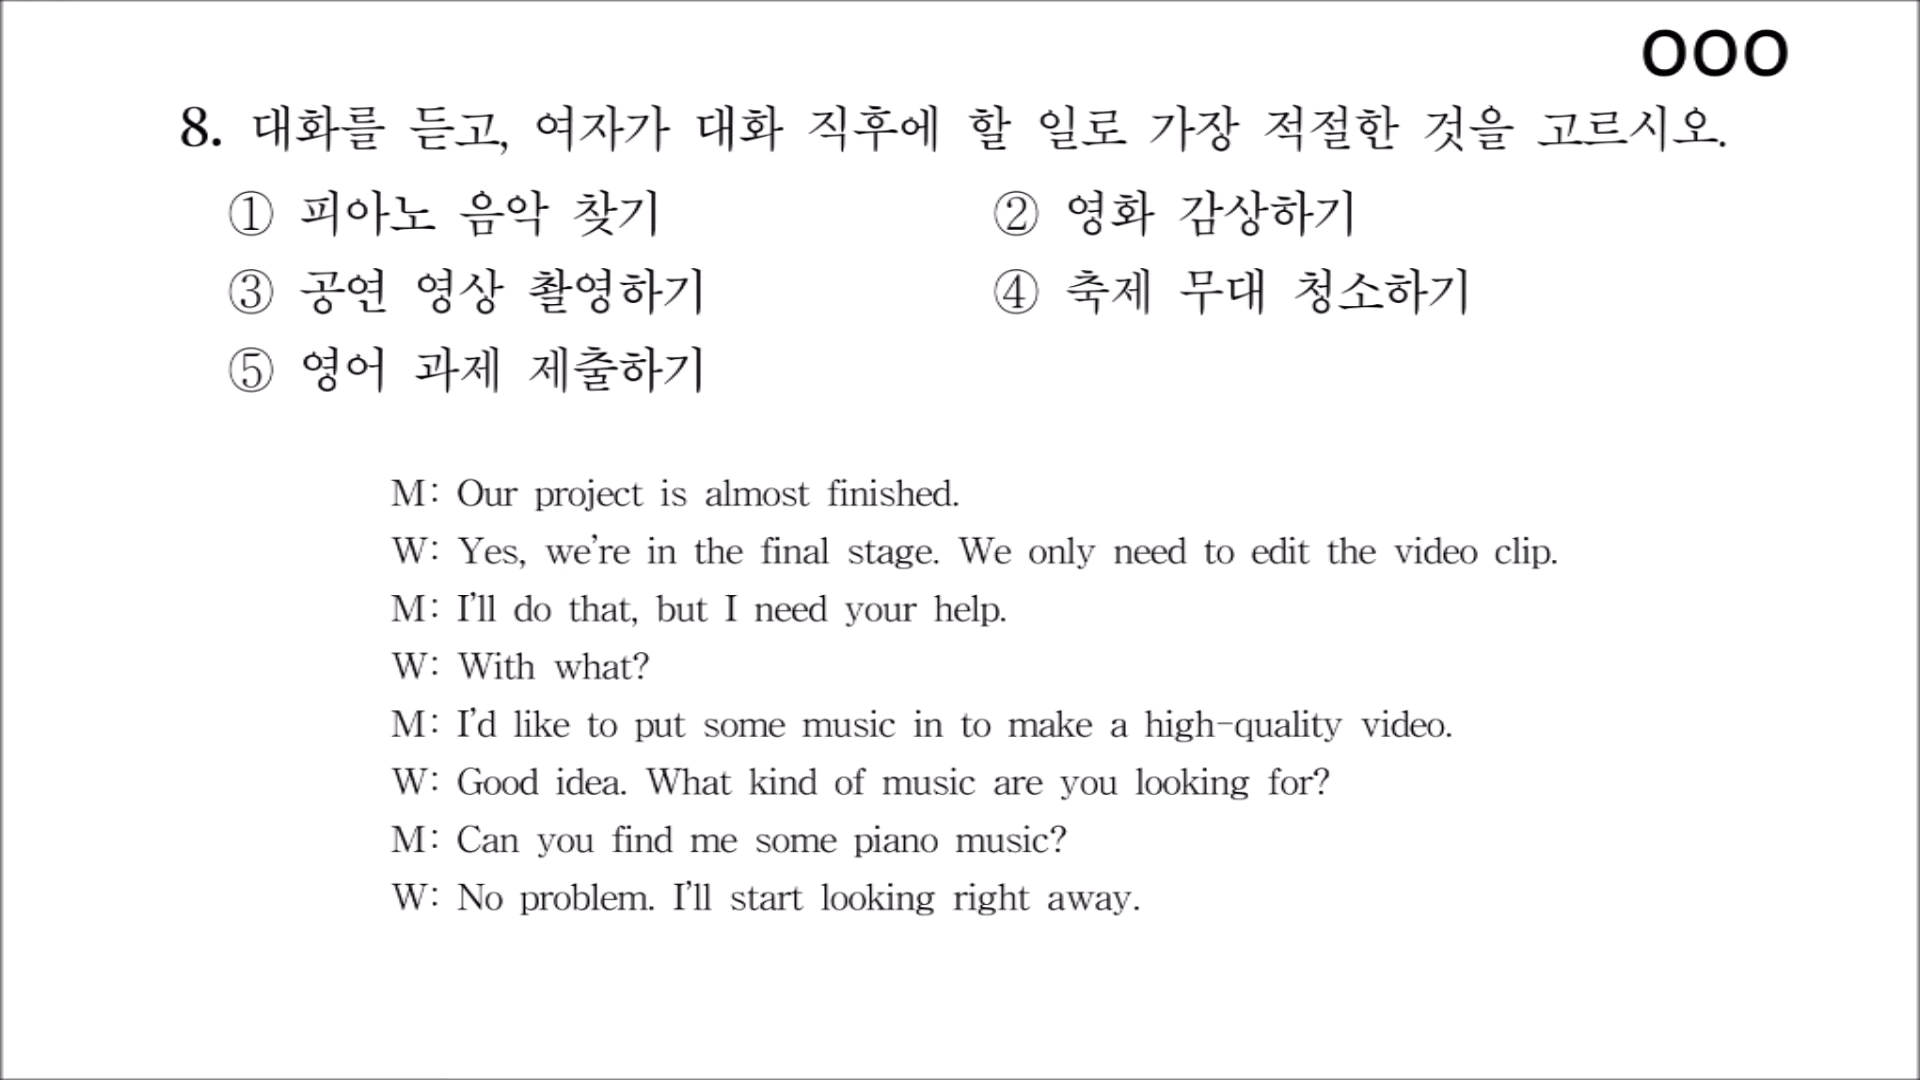 OOO
8. 대화를 듣고, 여자가 대화 직후에 할 일로 가장 적절한 것을 고르시오.
① 피아노 음악 찾기 ② 영화 감상하기
③ 공연 영상 촬영하기 ④ 축제 무대 청소하기
⑤ 영어 과제 제출하기
M: Our project is almost finished.
W: Yes, we're in the final stage. We only need to edit the video clip.
M: I'll do that, but I need your help.
W: With what?
M: I'd like to put some music in to make a high-quality video.
W: Good idea. What kind of music are you looking for?
M: Can you find me some piano music?
W: No problem. I'll start looking right away.